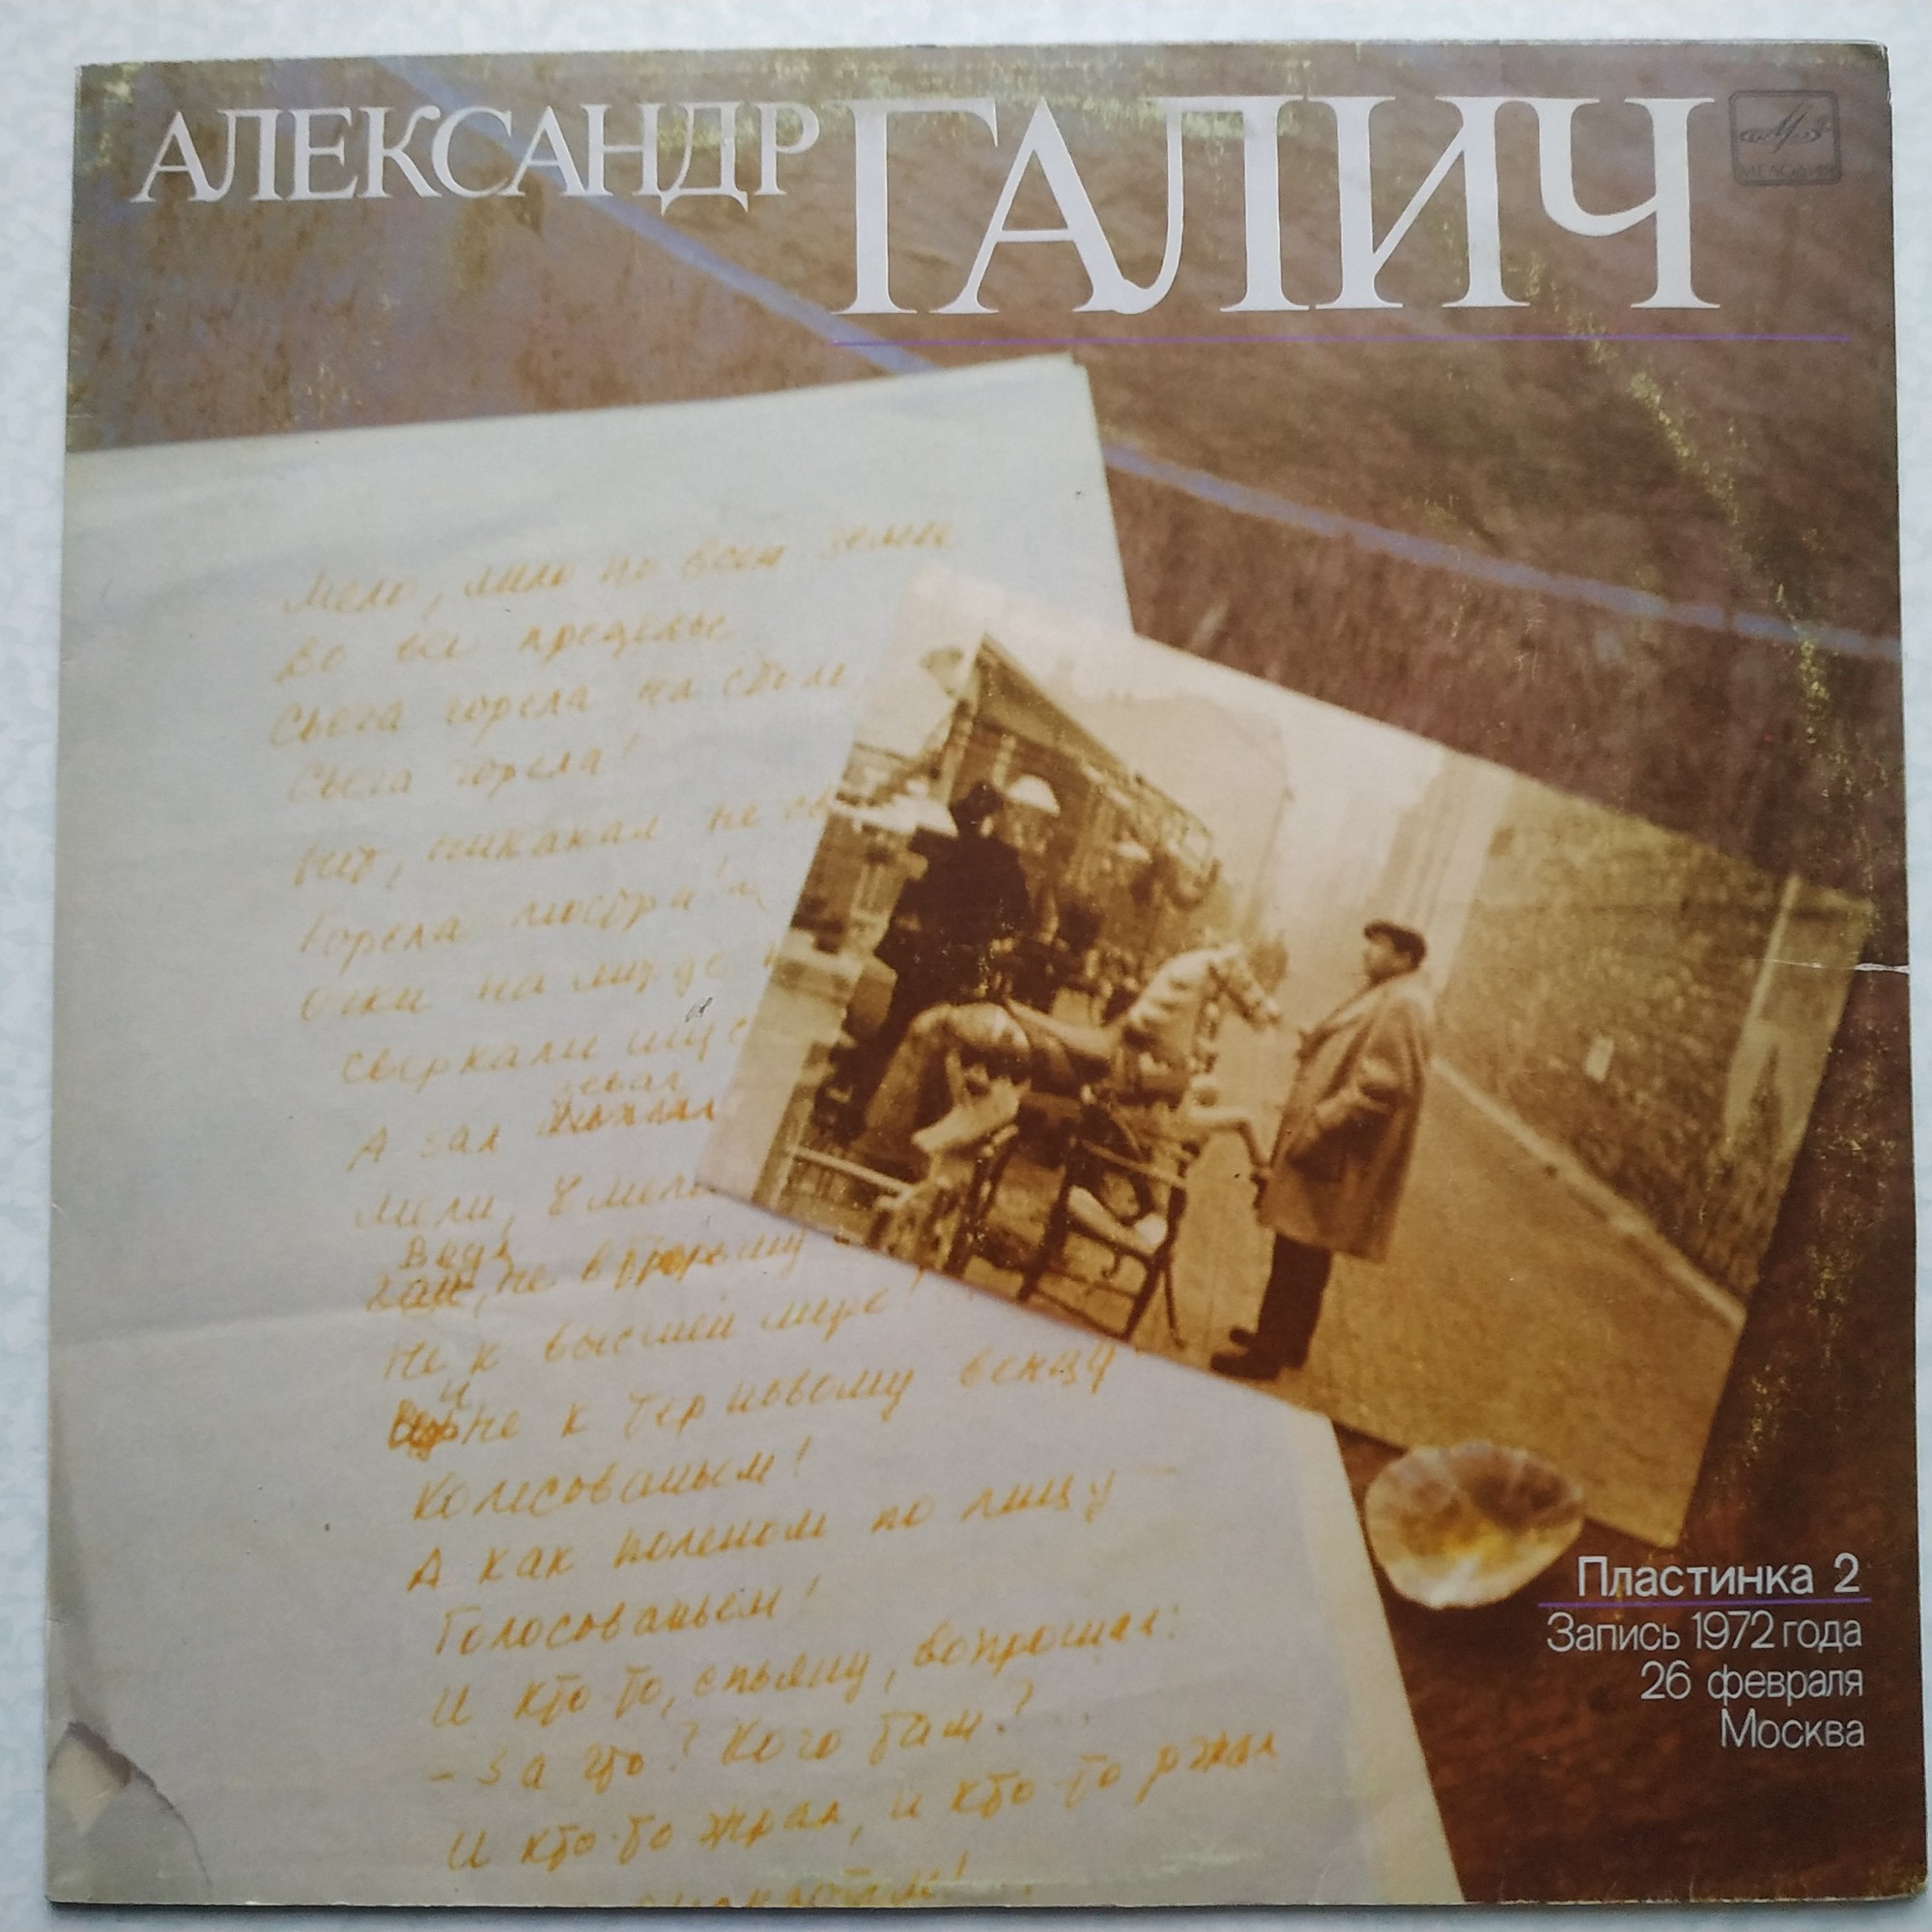 АЛЕКСАНДР ГАЛИЧ
МЕЛОДИЯ
Мело, мело по всей земле
Во все пределы
Свеча горела на столе
Свеча горела!
Нет, никакая не св
Горела люстра!
Очки на морде
Сверкали шус
А зал зевал
Мели, Емеля
Ведь не в тюрьму
Не к высшей мере!
И не к терновому венцу
Колесованьем!
А как поленом по лицу -
Голосованьем!
И кто-то, спьяну, вопрошал:
- За что? Кого там?
И кто-то жрал, и кто-то ржал
Пластинка 2
Запись 1972 года
26 февраля
Москва